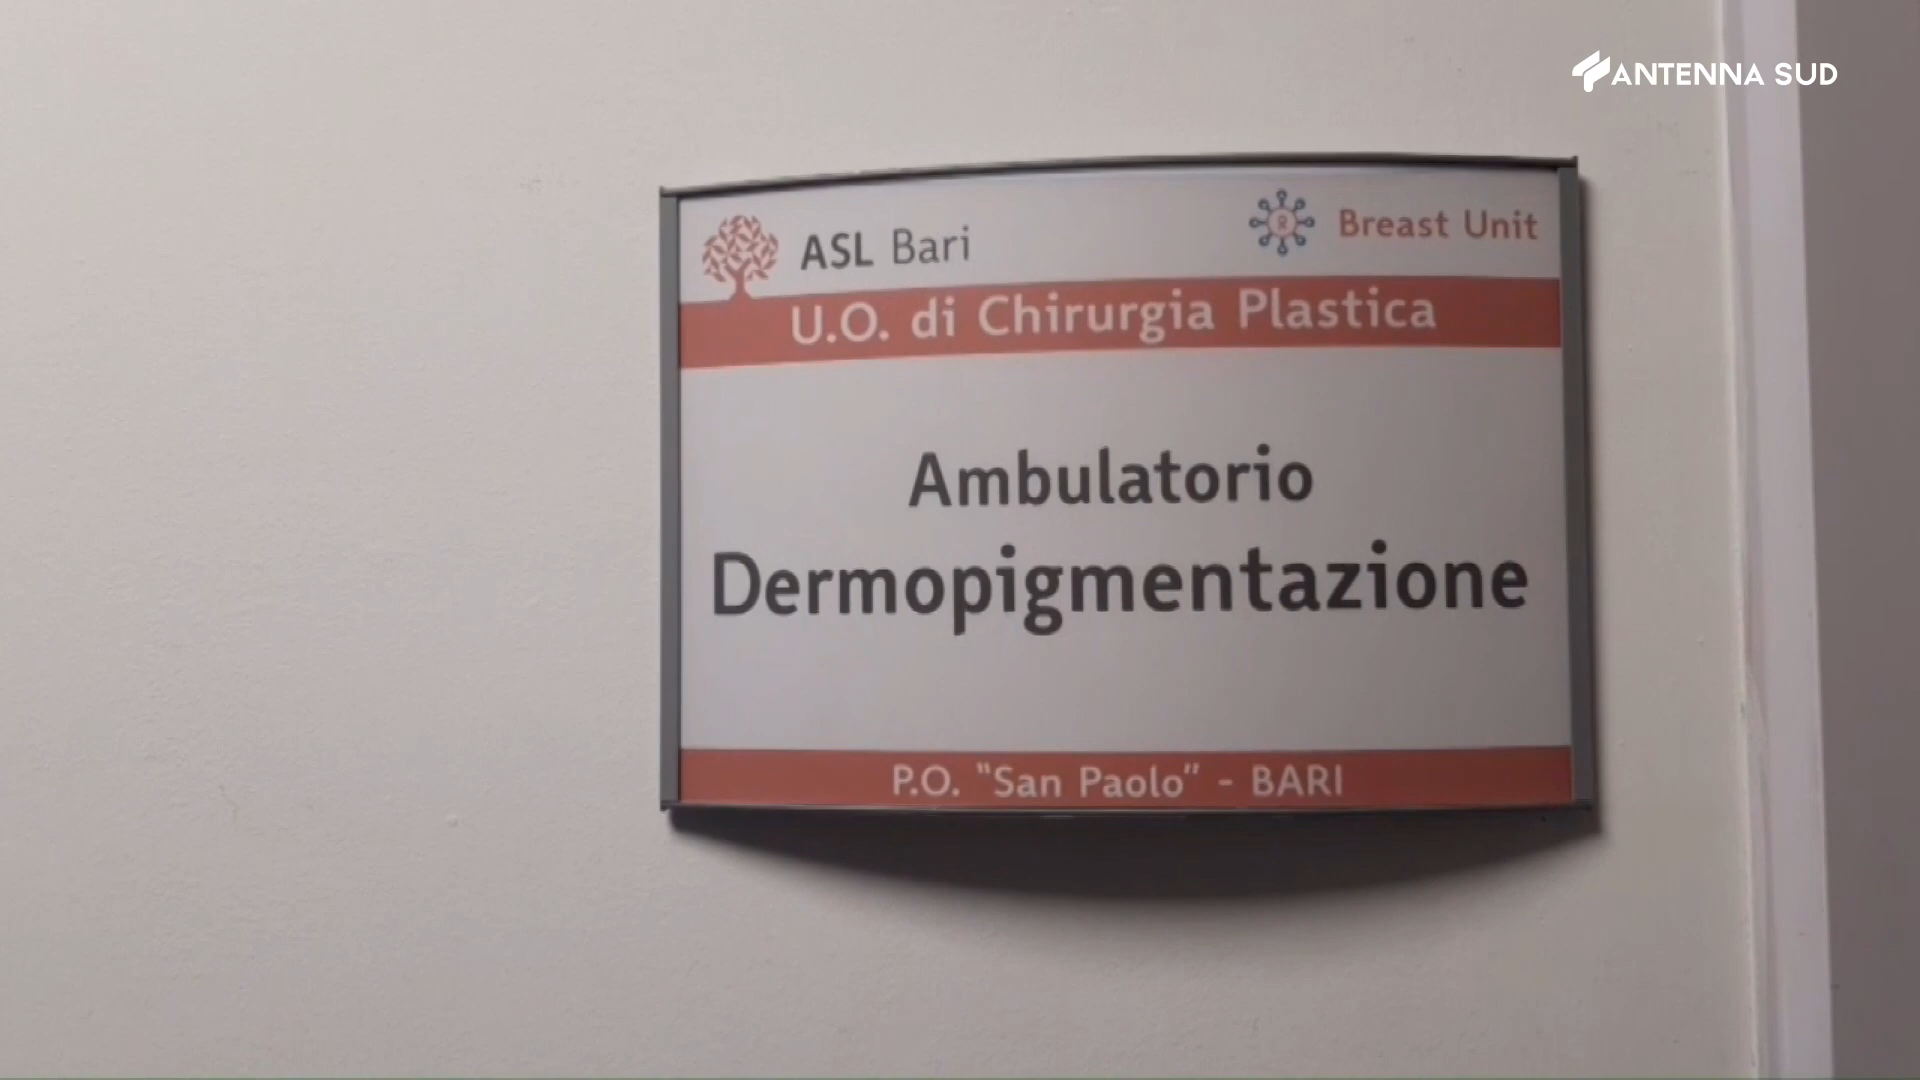 ANTENNA SUD
ASL Bari
Breast Unit
U.O. di Chirurgia Plastica
Ambulatorio
Dermopigmentazione
P.O. "San Paolo" - BARI